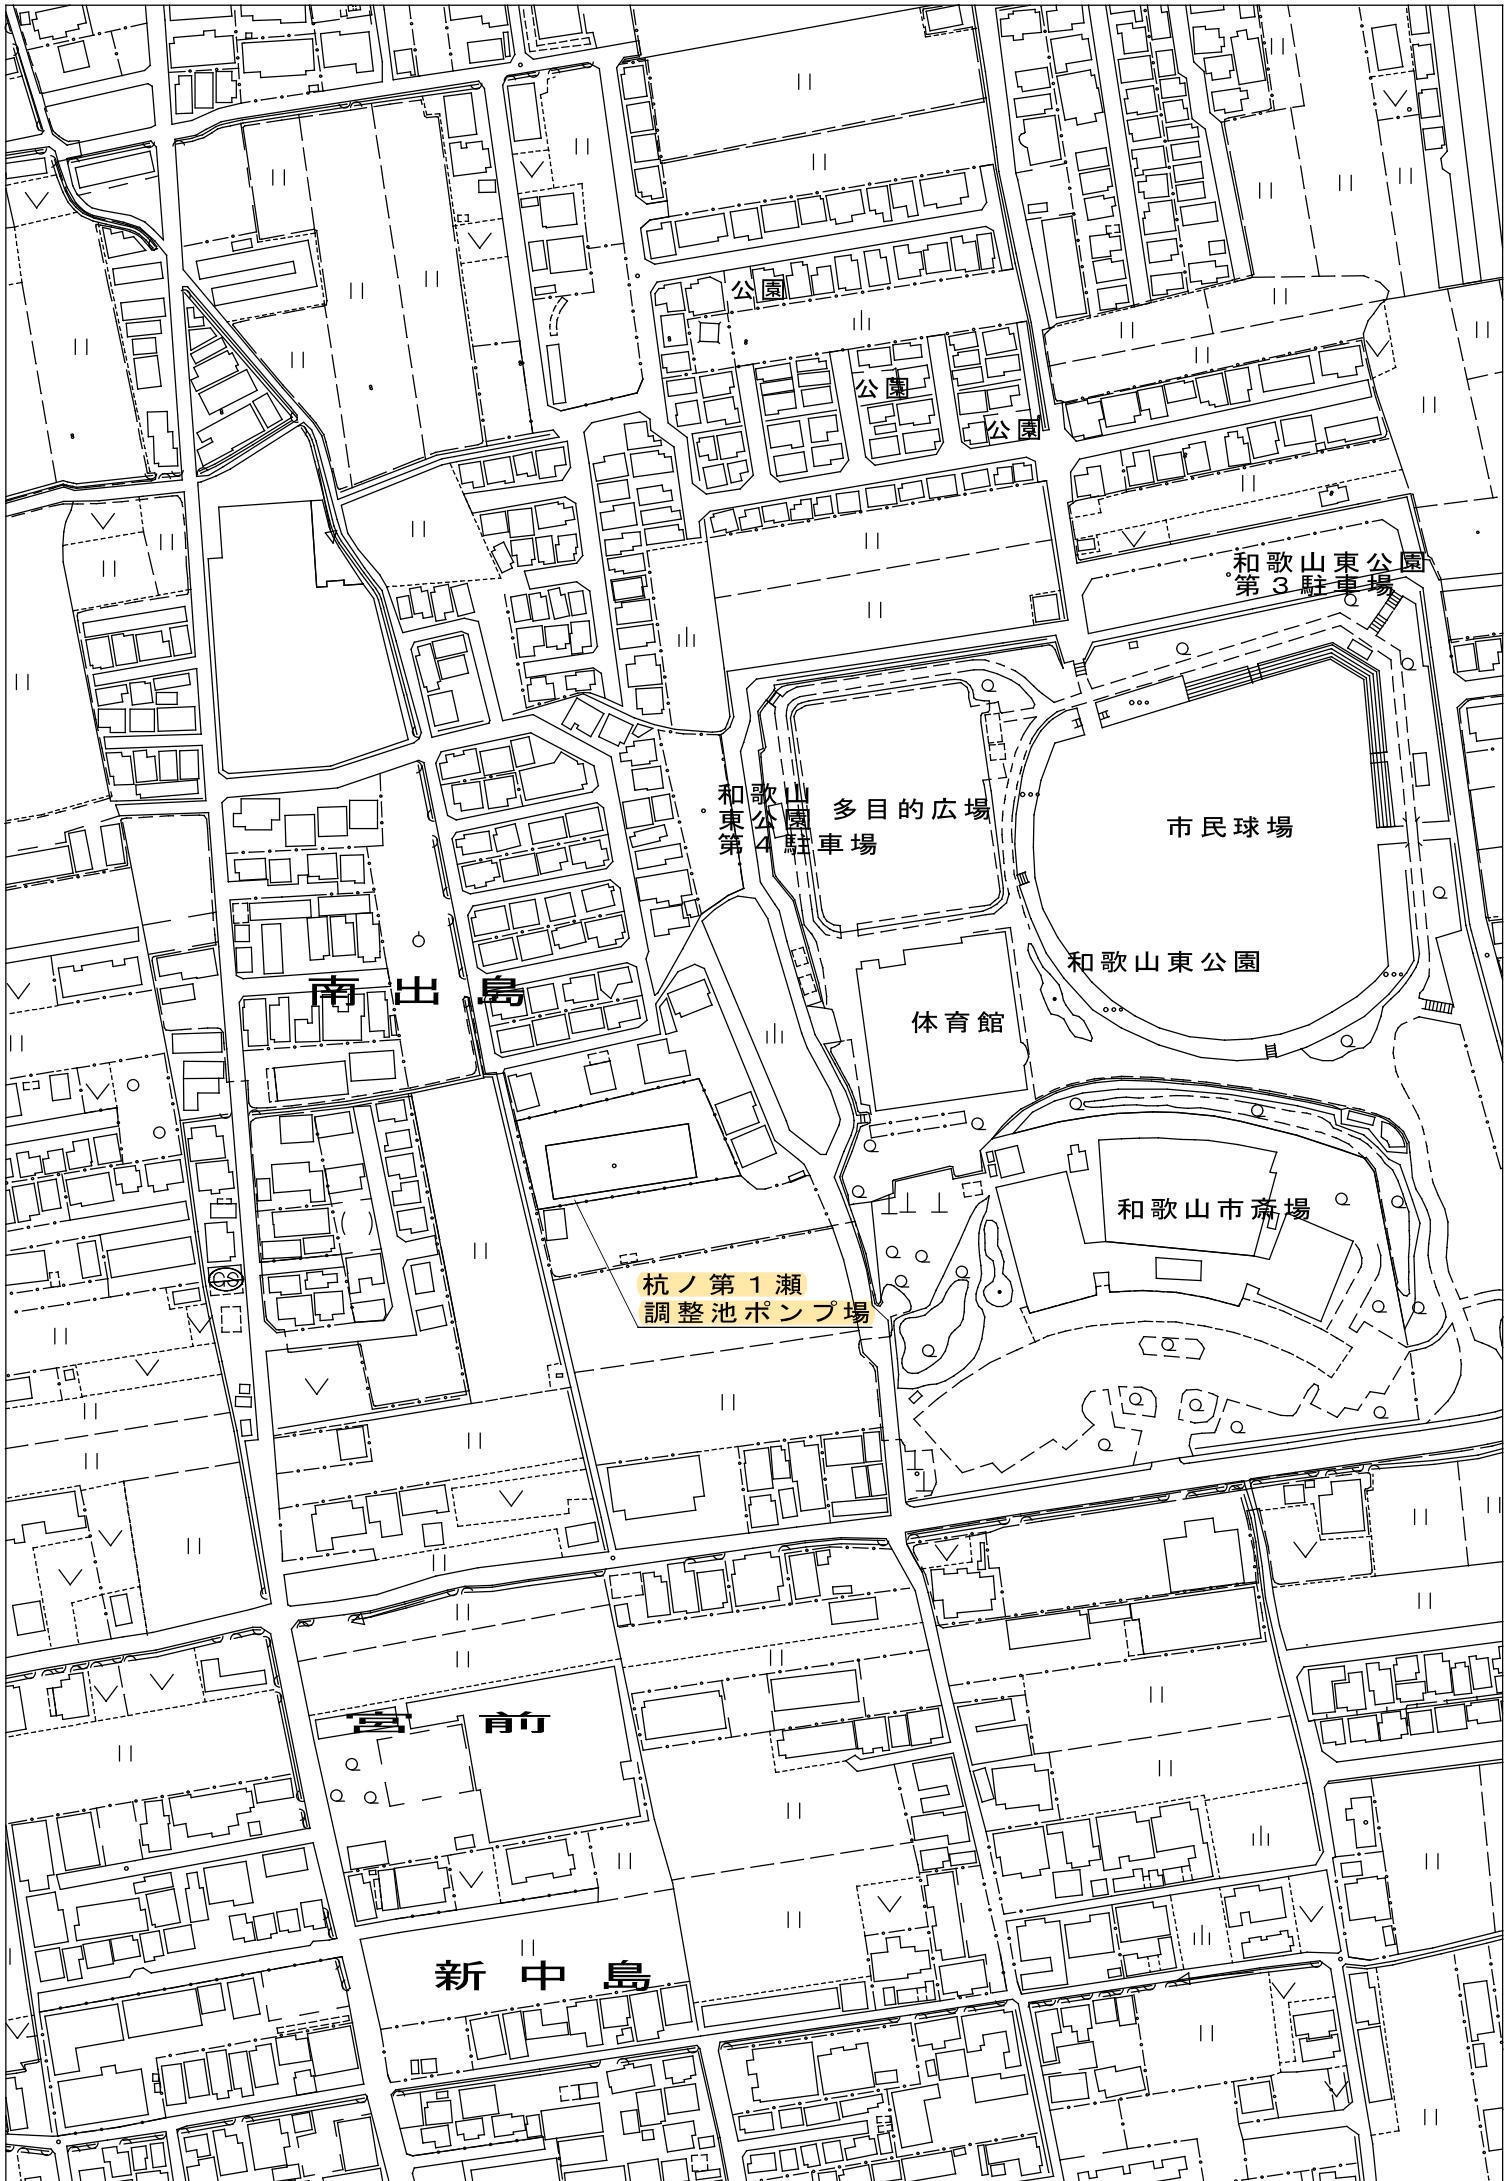 公園
公園
公園
和歌山東公園
第3駐車場
和歌山
東公園
第4駐車場
多目的広場
市民球場
和歌山東公園
南出島
体育館
和歌山市斎場
GS
杭ノ第1瀬
調整池ポンプ場
宮前
新中島